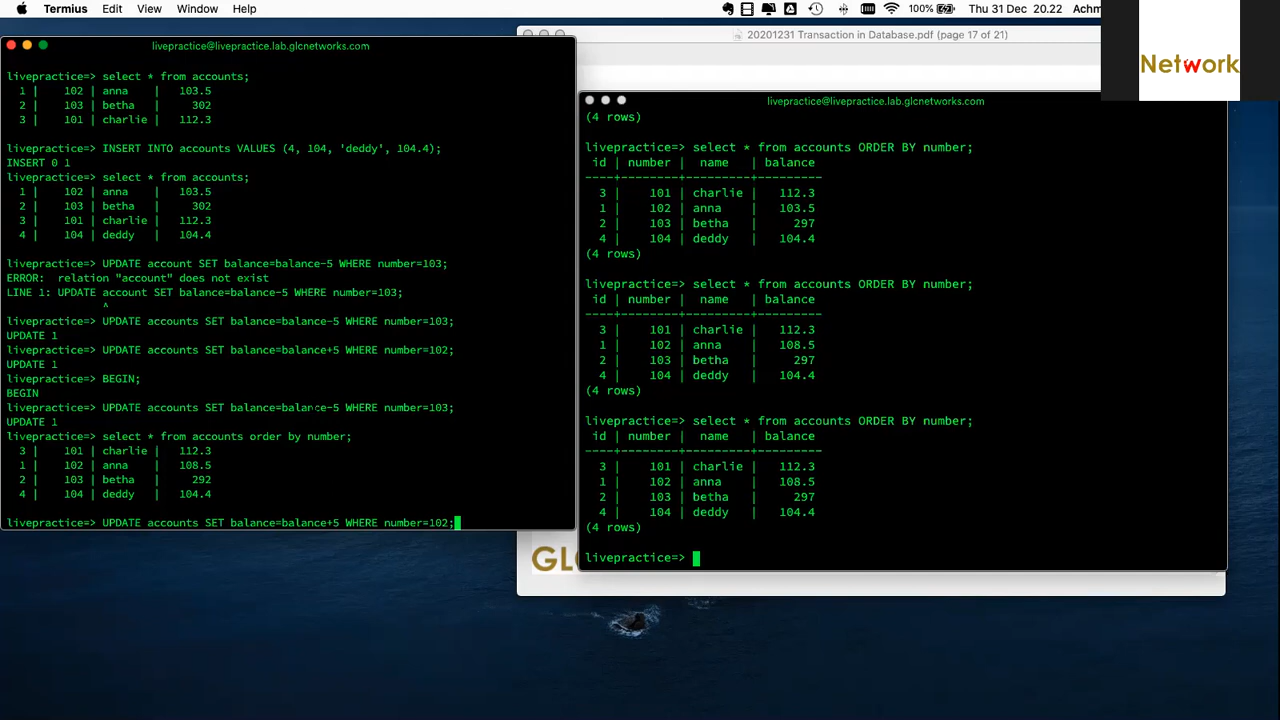 Termius Edit View Window Help 100% Thu 31 Dec 20.22 Achm
20201231 Transaction in Database.pdf (page 17 of 21)
Network
livepractice@livepractice.lab.glcnetworks.com
livepractice=> select * from accounts;
1 | 102 | anna | 103.5
2 | 103 | betha | 302
3 | 101 | charlie | 112.3
livepractice=> INSERT INTO accounts VALUES (4, 104, 'deddy', 104.4);
INSERT 0 1
livepractice=> select * from accounts;
1 | 102 | anna | 103.5
2 | 103 | betha | 302
3 | 101 | charlie | 112.3
4 | 104 | deddy | 104.4
livepractice=> UPDATE account SET balance=balance-5 WHERE number=103;
ERROR: relation "account" does not exist
LINE 1: UPDATE account SET balance=balance-5 WHERE number=103;
^
livepractice=> UPDATE accounts SET balance=balance-5 WHERE number=103;
UPDATE 1
livepractice=> UPDATE accounts SET balance=balance+5 WHERE number=102;
UPDATE 1
livepractice=> BEGIN;
BEGIN
livepractice=> UPDATE accounts SET balance=balance-5 WHERE number=103;
UPDATE 1
livepractice=> select * from accounts order by number;
3 | 101 | charlie | 112.3
1 | 102 | anna | 108.5
2 | 103 | betha | 292
4 | 104 | deddy | 104.4
livepractice=> UPDATE accounts SET balance=balance+5 WHERE number=102;
livepractice@livepractice.lab.glcnetworks.com
(4 rows)
livepractice=> select * from accounts ORDER BY number;
id | number | name | balance
----+--------+---------+---------
3 | 101 | charlie | 112.3
1 | 102 | anna | 103.5
2 | 103 | betha | 297
4 | 104 | deddy | 104.4
(4 rows)
livepractice=> select * from accounts ORDER BY number;
id | number | name | balance
----+--------+---------+---------
3 | 101 | charlie | 112.3
1 | 102 | anna | 108.5
2 | 103 | betha | 297
4 | 104 | deddy | 104.4
(4 rows)
livepractice=> select * from accounts ORDER BY number;
id | number | name | balance
----+--------+---------+---------
3 | 101 | charlie | 112.3
1 | 102 | anna | 108.5
2 | 103 | betha | 297
4 | 104 | deddy | 104.4
(4 rows)
livepractice=>
GL